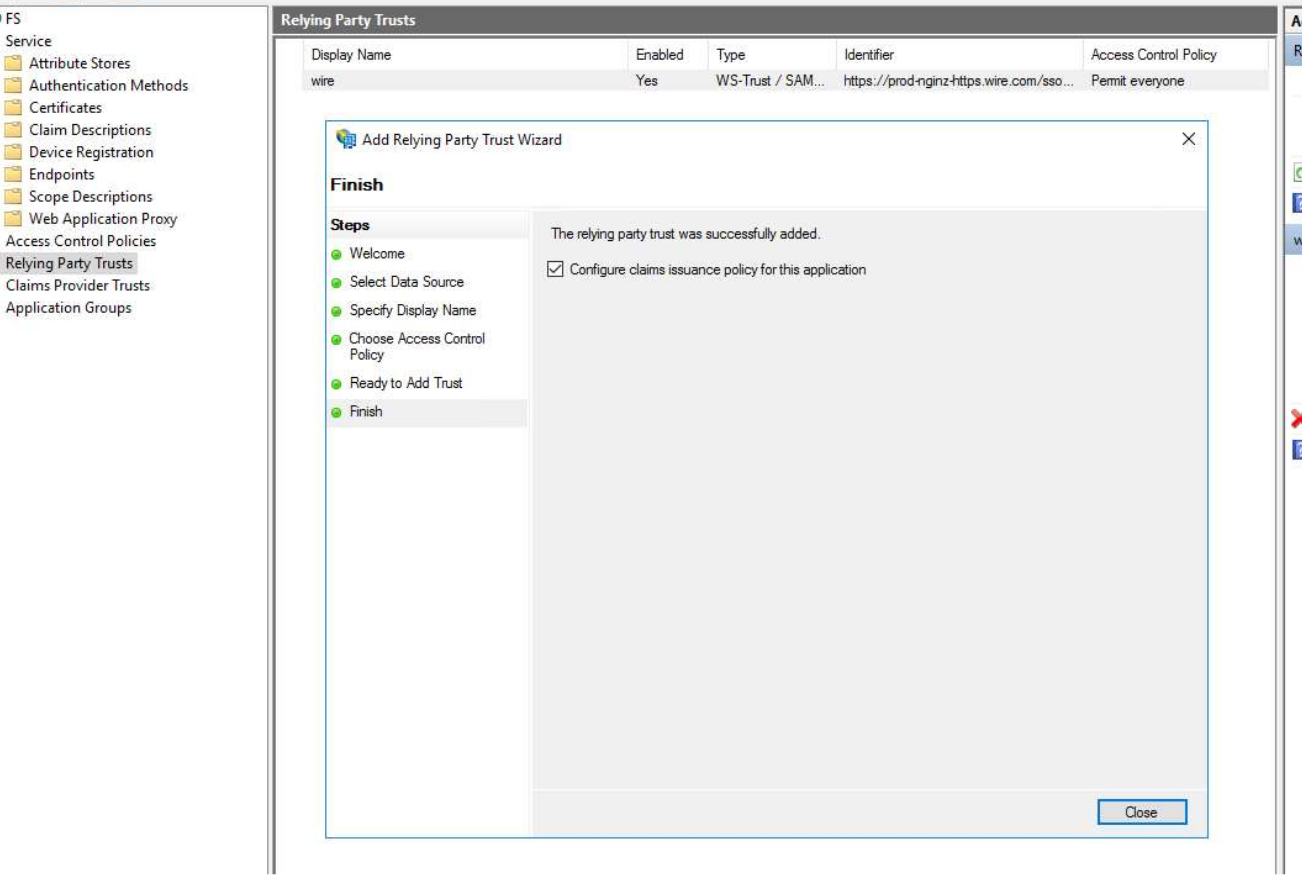 FS
Service
Attribute Stores
Authentication Methods
Certificates
Claim Descriptions
Device Registration
Endpoints
Scope Descriptions
Web Application Proxy
Access Control Policies
Relying Party Trusts
Claims Provider Trusts
Application Groups
Relying Party Trusts
Display Name Enabled Type Identifier Access Control Policy
wire Yes WS-Trust / SAM... https://prod-nginz-https.wire.com/sso... Permit everyone
Add Relying Party Trust Wizard
Finish
Steps
Welcome
Select Data Source
Specify Display Name
Choose Access Control
Policy
Ready to Add Trust
Finish
The relying party trust was successfully added.
Configure claims issuance policy for this application
Close